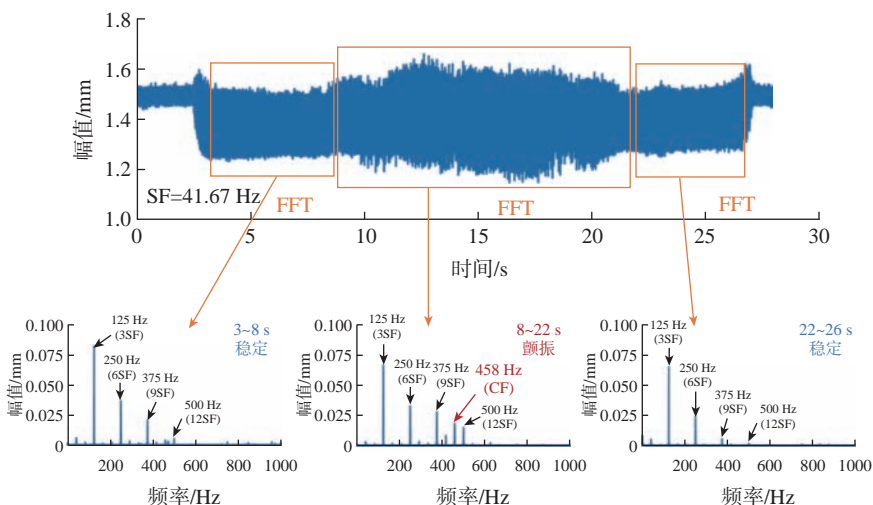 1.8
1.6
1.4
1.2
1.0
幅值/mm
SF=41.67 Hz
FFT
FFT
FFT
0
5
10
15
20
25
30
时间/s
0.100
0.075
0.050
0.025
0
幅值/mm
125 Hz
(3SF)
250 Hz
(6SF)
375 Hz
(9SF)
500 Hz
(12SF)
3~8 s
稳定
200
400
600
800
1000
频率/Hz
0.100
0.075
0.050
0.025
0
幅值/mm
125 Hz
(3SF)
250 Hz
(6SF)
375 Hz
(9SF)
458 Hz
(CF)
500 Hz
(12SF)
8~22 s
颤振
200
400
600
800
1000
频率/Hz
0.100
0.075
0.050
0.025
0
幅值/mm
125 Hz
(3SF)
250 Hz
(6SF)
375 Hz
(9SF)
500 Hz
(12SF)
22~26 s
稳定
200
400
600
800
1000
频率/Hz